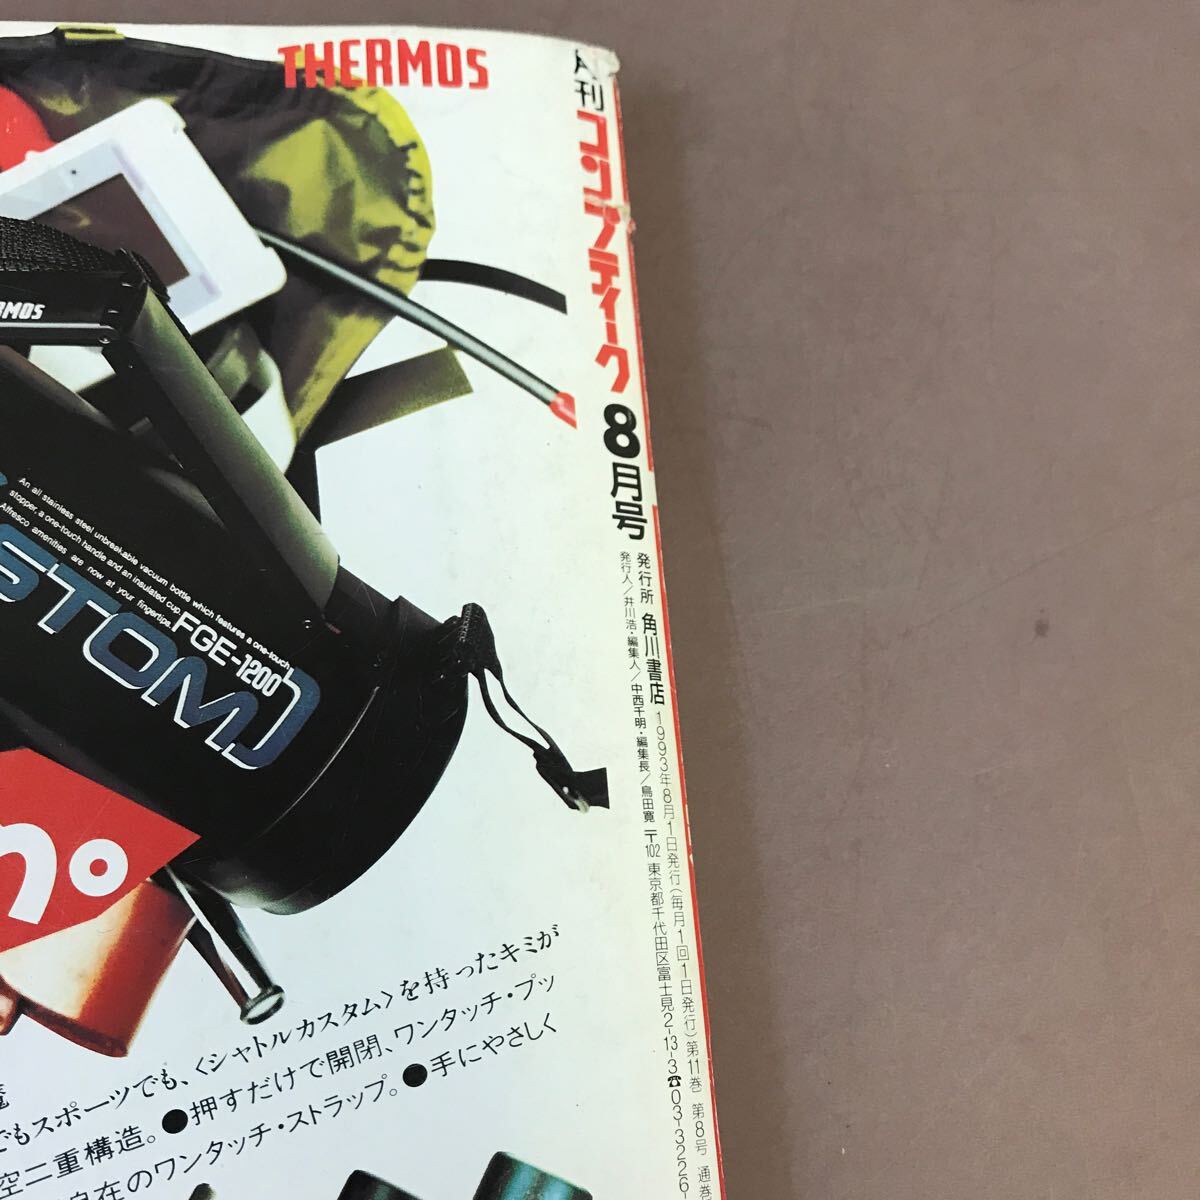 THERMOS
月刊コンプティーク8月号
発行所 角川書店 1993年8月1日発行(毎月1回1日発行)第11巻 第8号 通巻
発行人/井川浩・編集人/中西千明・編集長/鳥田寛 〒102 東京都千代田区富士見2-13-3☎03-3226-
RMOS
An all stainless steel unbreakable vacuum bottle which features a one-touch
stopper, a one-touch handle and an insulated cup.
Alfresco amenities are now at your fingertips.
FGE-1200
STOM
でもスポーツでも、〈シャトルカスタム〉を持ったキミが
空二重構造。●押すだけで開閉、ワンタッチ・プッ
自在のワンタッチ・ストラップ。●手にやさしく